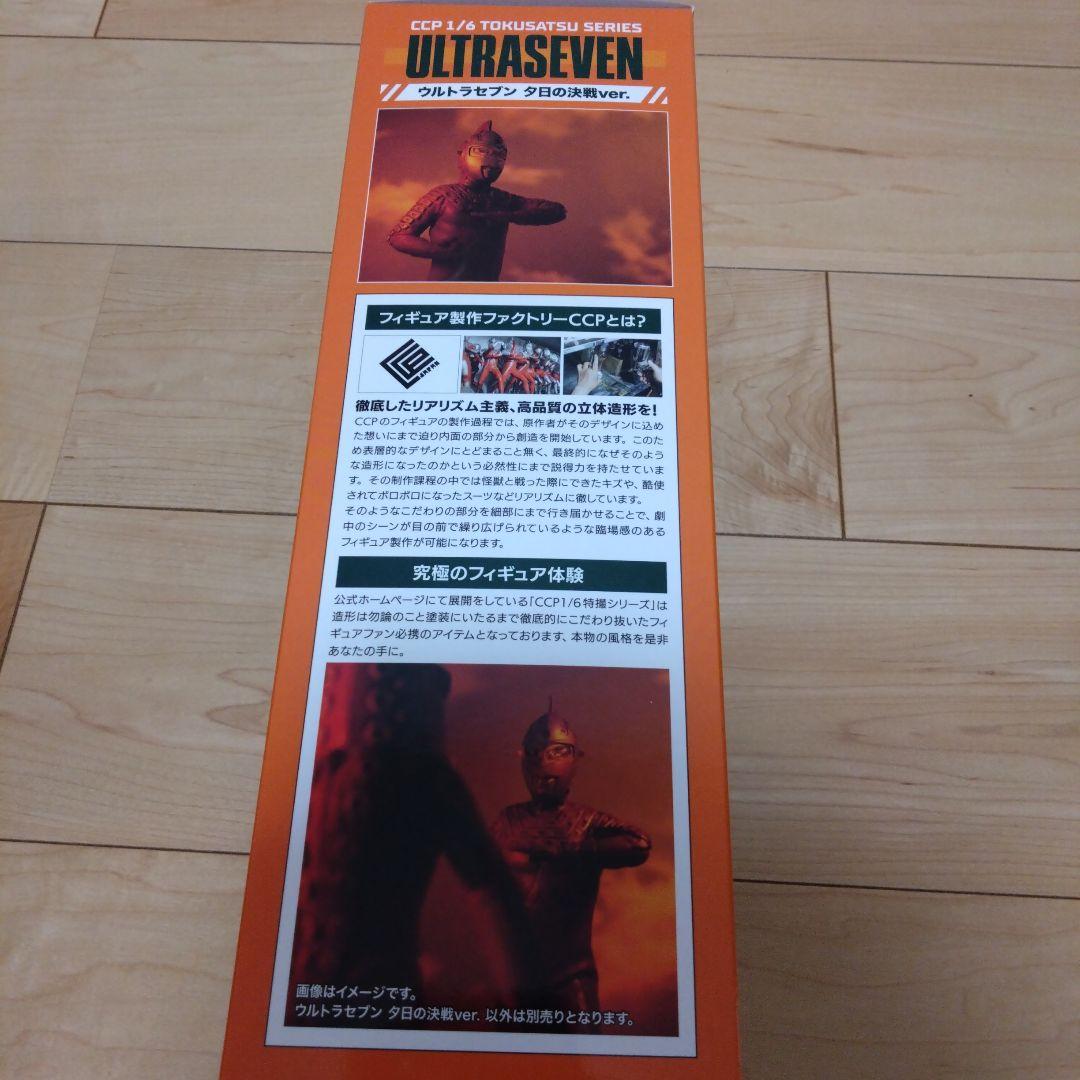 CCP 1/6 TOKUSATSU SERIES
ULTRASEVEN
ウルトラセブン 夕日の決戦ver.
フィギュア製作ファクトリーCCPとは?
JAPAN
徹底したリアリズム主義、高品質の立体造形を!
CCPのフィギュアの製作過程では、原作者がそのデザインに込め
た想いにまで迫り内面の部分から創造を開始しています。このた
め表層的なデザインにとどまること無く、最終的になぜそのよう
な造形になったのかという必然性にまで説得力を持たせていま
す。その制作課程の中では怪獣と戦った際にできたキズや、酷使
されてボロボロになったスーツなどリアリズムに徹しています。
そのようなこだわりの部分を細部にまで行き届かせることで、劇
中のシーンが目の前で繰り広げられているような臨場感のある
フィギュア製作が可能になります。
究極のフィギュア体験
公式ホームページにて展開をしている「CCP1/6特撮シリーズ」は
造形は勿論のこと塗装にいたるまで徹底的にこだわり抜いたフィ
ギュアファン必携のアイテムとなっております、本物の風格を是非
あなたの手に。
画像はイメージです。
ウルトラセブン 夕日の決戦ver. 以外は別売りとなります。